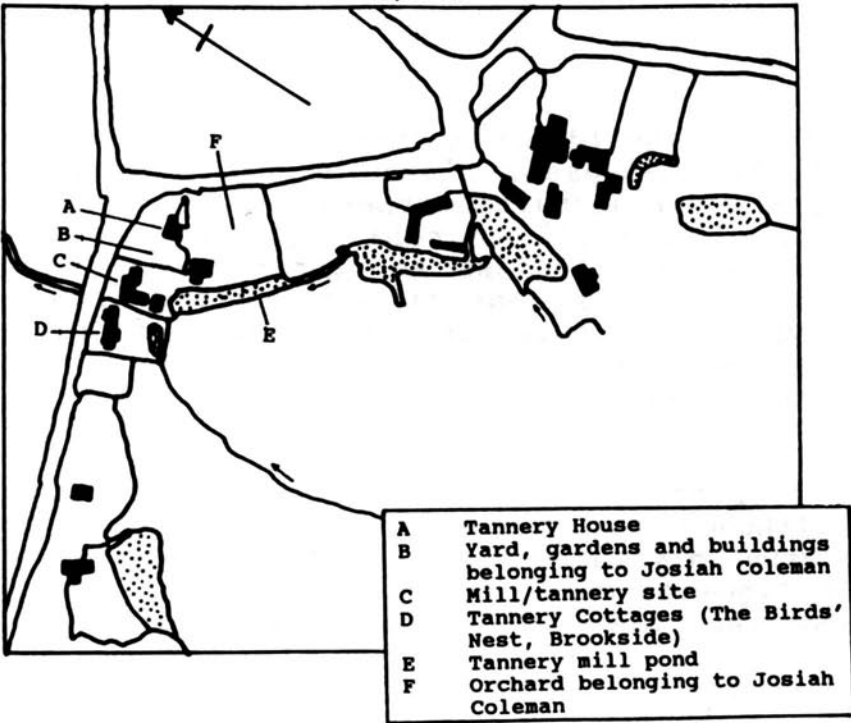 F
A
B
C
D
E
A Tannery House
B Yard, gardens and buildings
belonging to Josiah Coleman
C Mill/tannery site
D Tannery Cottages (The Birds'
Nest, Brookside)
E Tannery mill pond
F Orchard belonging to Josiah
Coleman